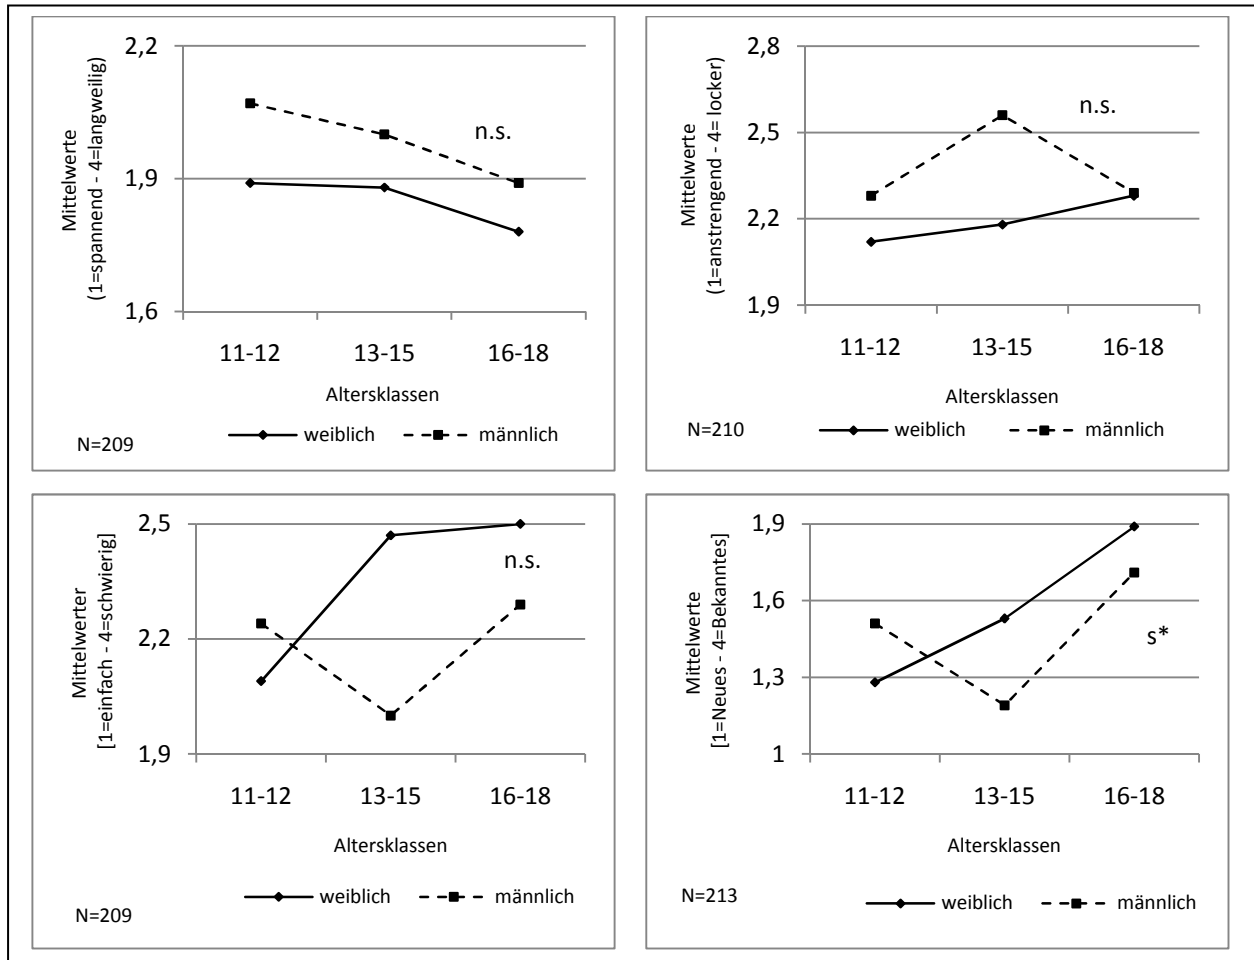 2,2
1,9
1,6
Mittelwerte
(1=spannend - 4=langweilig)
n.s.
11-12 13-15 16-18
Altersklassen
N=209
weiblich männlich
2,8
2,5
2,2
1,9
Mittelwerte
(1=anstrengend - 4= locker)
n.s.
11-12 13-15 16-18
Altersklassen
N=210
weiblich männlich
2,5
2,2
1,9
Mittelwerter
[1=einfach - 4=schwierig]
n.s.
11-12 13-15 16-18
Altersklassen
N=209
weiblich männlich
1,9
1,6
1,3
1
Mittelwerte
[1=Neues - 4=Bekanntes]
s*
11-12 13-15 16-18
Altersklassen
N=213
weiblich männlich